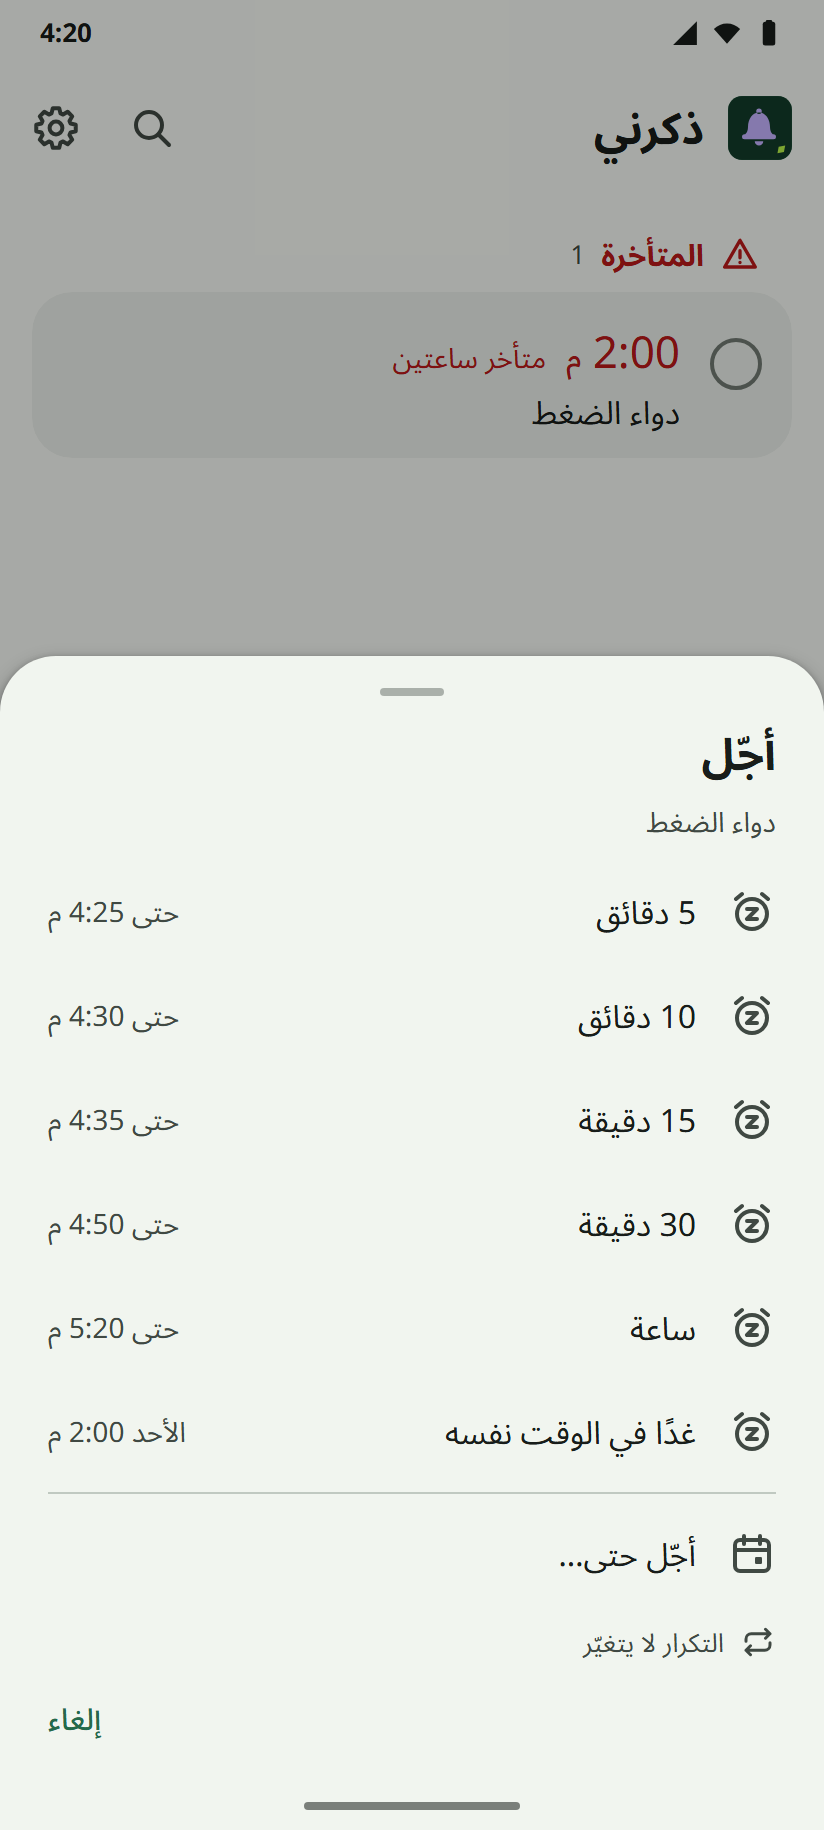 4:20
ذكرني
المتأخرة 1
2:00 م متأخر ساعتين
دواء الضغط
أجّل
دواء الضغط
5 دقائق حتى 4:25 م
10 دقائق حتى 4:30 م
15 دقيقة حتى 4:35 م
30 دقيقة حتى 4:50 م
ساعة حتى 5:20 م
غدًا في الوقت نفسه الأحد 2:00 م
أجّل حتى...
التكرار لا يتغيّر
إلغاء